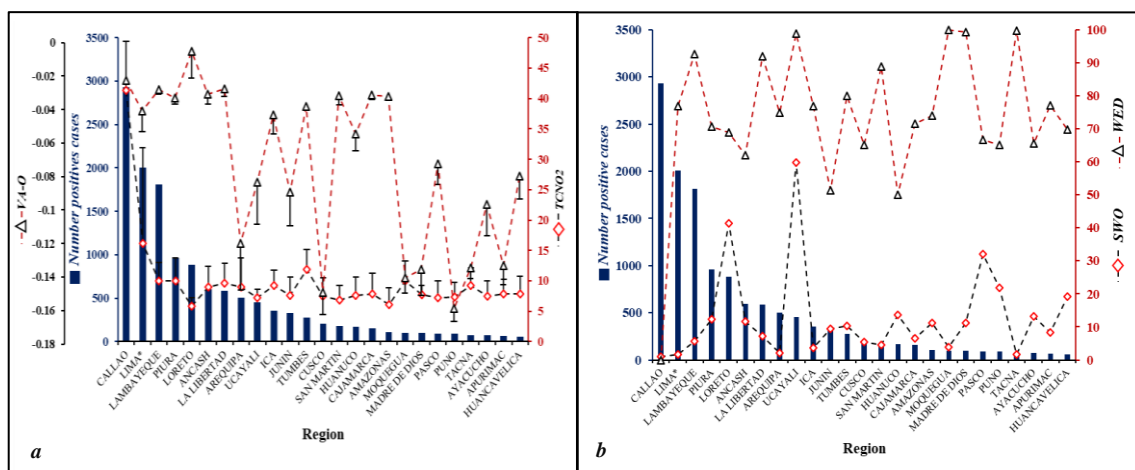 0
-0.02
-0.04
-0.06
-0.08
-0.1
-0.12
-0.14
-0.16
-0.18
VA-O
3500
3000
2500
2000
1500
1000
500
0
Number positives cases
50
45
40
35
30
25
20
15
10
5
0
TCNO2
CALLAO
LIMA*
LAMBAYEQUE
PIURA
LORETO
ANCASH
LA LIBERTAD
AREQUIPA
UCAYALI
ICA
JUNIN
TUMBES
CUSCO
SAN MARTIN
HUANUCO
CAJAMARCA
AMAZONAS
MOQUEGUA
MADRE DE DIOS
PASCO
PUNO
TACNA
AYACUCHO
APURIMAC
HUANCAVELICA
Region
a
3500
3000
2500
2000
1500
1000
500
0
Number positive cases
100
90
80
70
60
50
40
30
20
10
0
WED
SWO
CALLAO
LIMA*
LAMBAYEQUE
PIURA
LORETO
ANCASH
LA LIBERTAD
AREQUIPA
UCAYALI
ICA
JUNIN
TUMBES
CUSCO
SAN MARTIN
HUANUCO
CAJAMARCA
AMAZONAS
MOQUEGUA
MADRE DE DIOS
PASCO
PUNO
TACNA
AYACUCHO
APURIMAC
HUANCAVELICA
Region
b